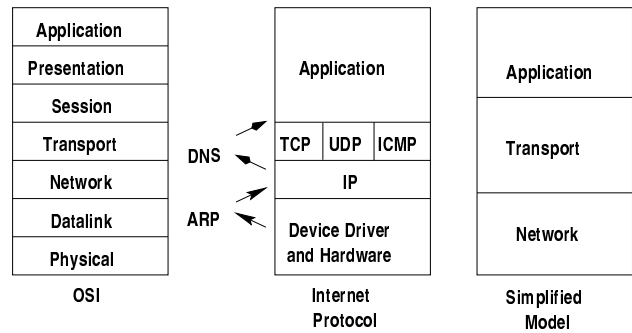 Application
Presentation
Session
Transport
Network
Datalink
Physical
OSI
DNS
ARP
Application
TCP UDP ICMP
IP
Device Driver
and Hardware
Internet
Protocol
Application
Transport
Network
Simplified
Model